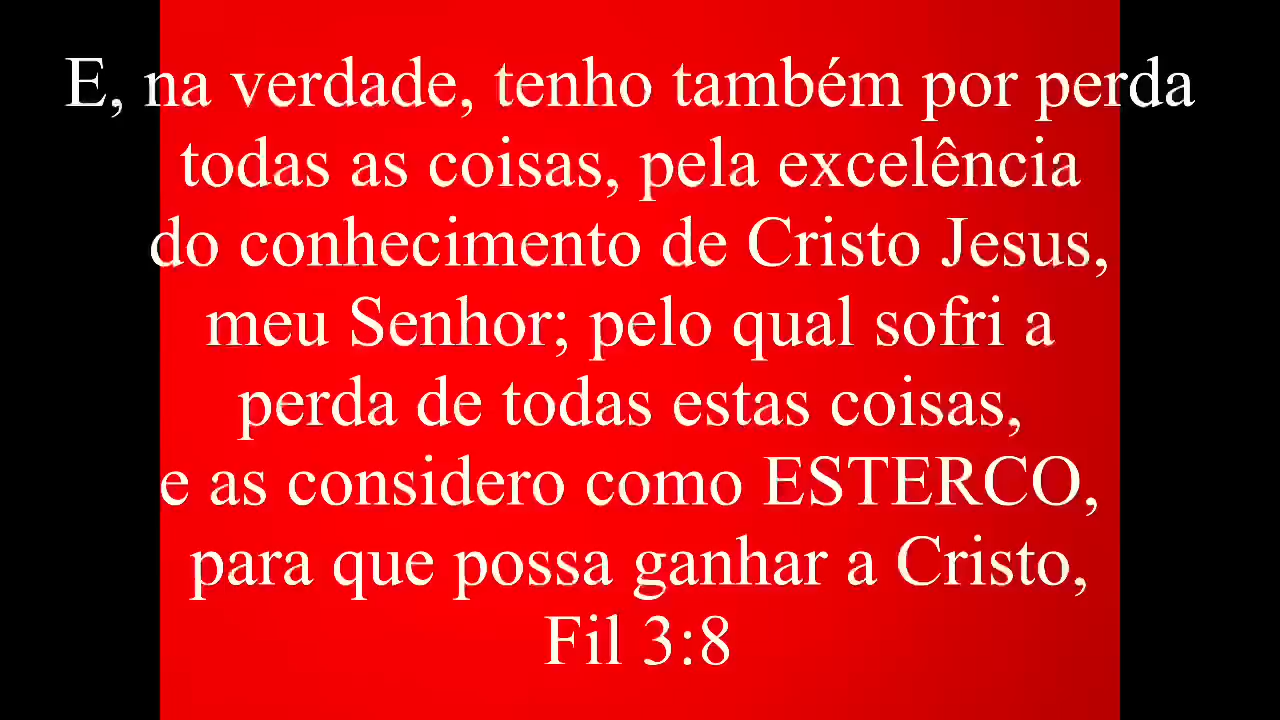 E, na verdade, tenho também por perda
todas as coisas, pela excelência
do conhecimento de Cristo Jesus,
meu Senhor; pelo qual sofri a
perda de todas estas coisas,
e as considero como ESTERCO,
para que possa ganhar a Cristo,
Fil 3:8